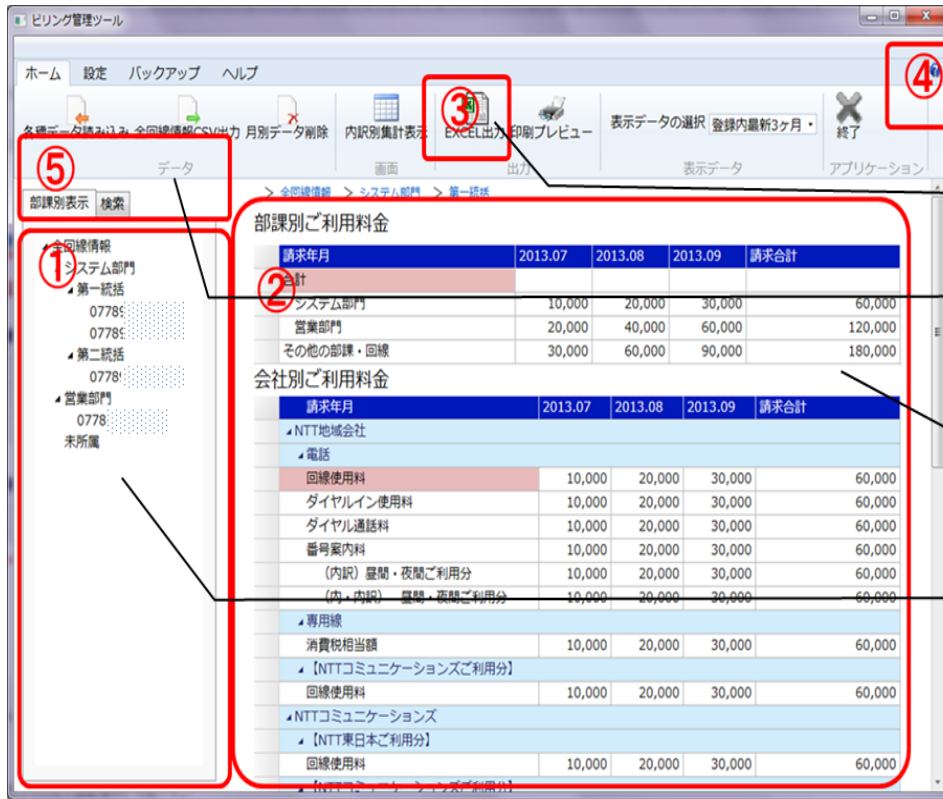 ビリング管理ツール
ホーム 設定 バックアップ ヘルプ
④
③
各種データ読み込み 全回線情報CSV出力 月別データ削除 内訳別集計表示 EXCEL出力 印刷プレビュー 表示データの選択 登録内最新3ヶ月 終了
データ 画面 出力 表示データ アプリケーション
⑤
部課別表示 検索
> 全回線情報 > システム部門 > 第一統括
①
全回線情報
システム部門
第一統括
07789
07789
第二統括
0778
営業部門
0778
未所属
②
部課別ご利用料金
請求年月 2013.07 2013.08 2013.09 請求合計
合計
システム部門 10,000 20,000 30,000 60,000
営業部門 20,000 40,000 60,000 120,000
その他の部課・回線 30,000 60,000 90,000 180,000
会社別ご利用料金
請求年月 2013.07 2013.08 2013.09 請求合計
NTT地域会社
電話
回線使用料 10,000 20,000 30,000 60,000
ダイヤルイン使用料 10,000 20,000 30,000 60,000
ダイヤル通話料 10,000 20,000 30,000 60,000
番号案内料 10,000 20,000 30,000 60,000
（内訳）昼間・夜間ご利用分 10,000 20,000 30,000 60,000
（内・内訳） 昼間・夜間ご利用分 10,000 20,000 30,000 60,000
専用線
消費税相当額 10,000 20,000 30,000 60,000
【NTTコミュニケーションズご利用分】
回線使用料 10,000 20,000 30,000 60,000
NTTコミュニケーションズ
【NTT東日本ご利用分】
回線使用料 10,000 20,000 30,000 60,000
【NTTコミュニケーションズご利用分】